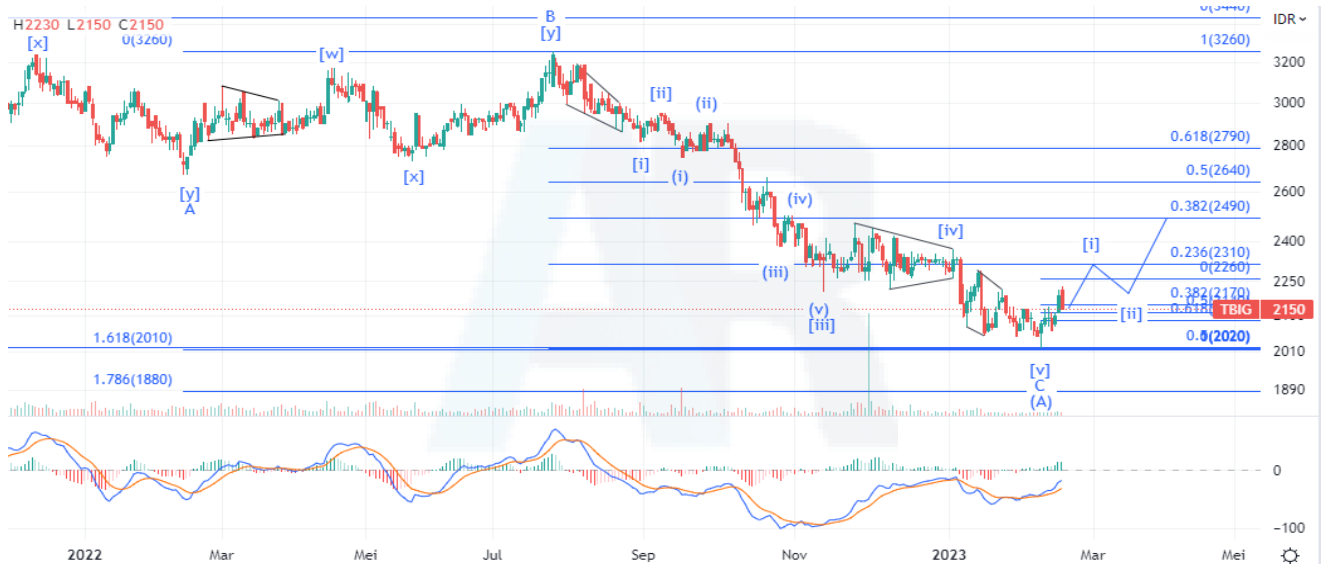 0(3440)
IDR
H2230 L2150 C2150
B
[x]
0(3260)
[w]
[y]
1(3260)
3200
3000
[ii]
(ii)
0.618(2790)
2800
[i]
(i)
[x]
0.5(2640)
[y]
A
2600
(iv)
0.382(2490)
[iv]
[i]
2400
0.236(2310)
(iii)
0(2260)
2250
0.382(2170)
(v)
[iii]
[ii]
TBIG
2150
1.618(2010)
2010
[v]
1.786(1880)
C
1890
(A)
0
−100
2022
Mar
Mei
Jul
Sep
Nov
2023
Mar
Mei